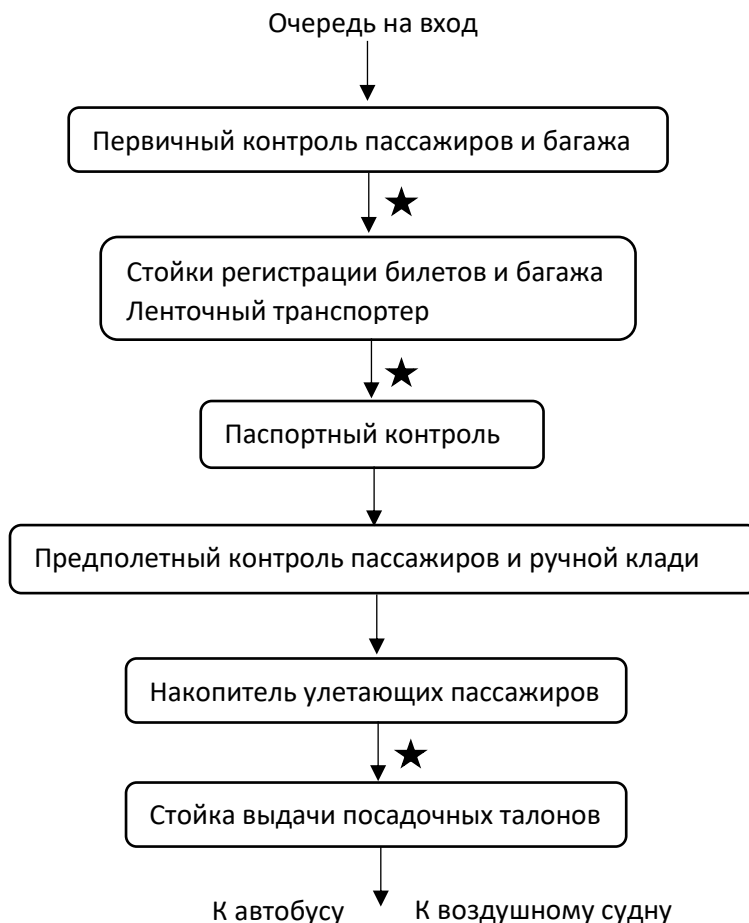 Очередь на вход
Первичный контроль пассажиров и багажа
Стойки регистрации билетов и багажа
Ленточный транспортер
Паспортный контроль
Предполетный контроль пассажиров и ручной клади
Накопитель улетающих пассажиров
Стойка выдачи посадочных талонов
К автобусу К воздушному судну